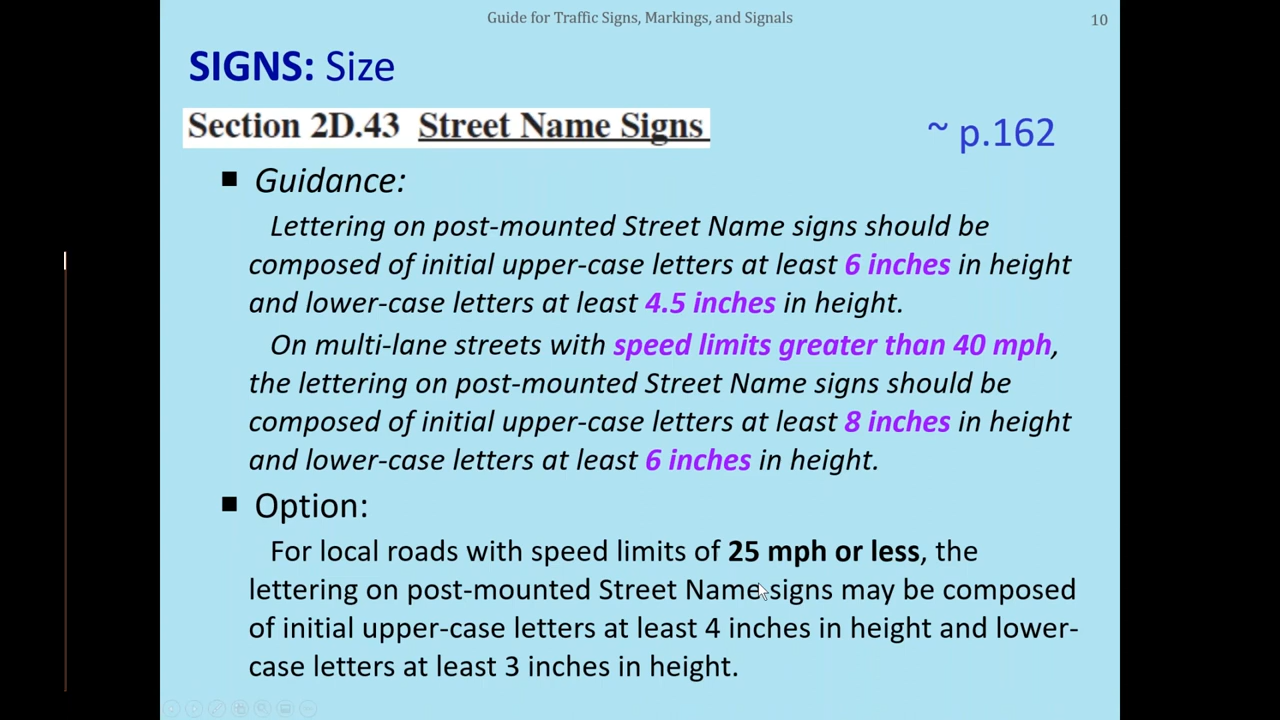 Guide for Traffic Signs, Markings, and Signals
10
SIGNS: Size
Section 2D.43 Street Name Signs
~ p.162
■ Guidance:
Lettering on post-mounted Street Name signs should be
composed of initial upper-case letters at least 6 inches in height
and lower-case letters at least 4.5 inches in height.
On multi-lane streets with speed limits greater than 40 mph,
the lettering on post-mounted Street Name signs should be
composed of initial upper-case letters at least 8 inches in height
and lower-case letters at least 6 inches in height.
■ Option:
For local roads with speed limits of 25 mph or less, the
lettering on post-mounted Street Name signs may be composed
of initial upper-case letters at least 4 inches in height and lower-
case letters at least 3 inches in height.